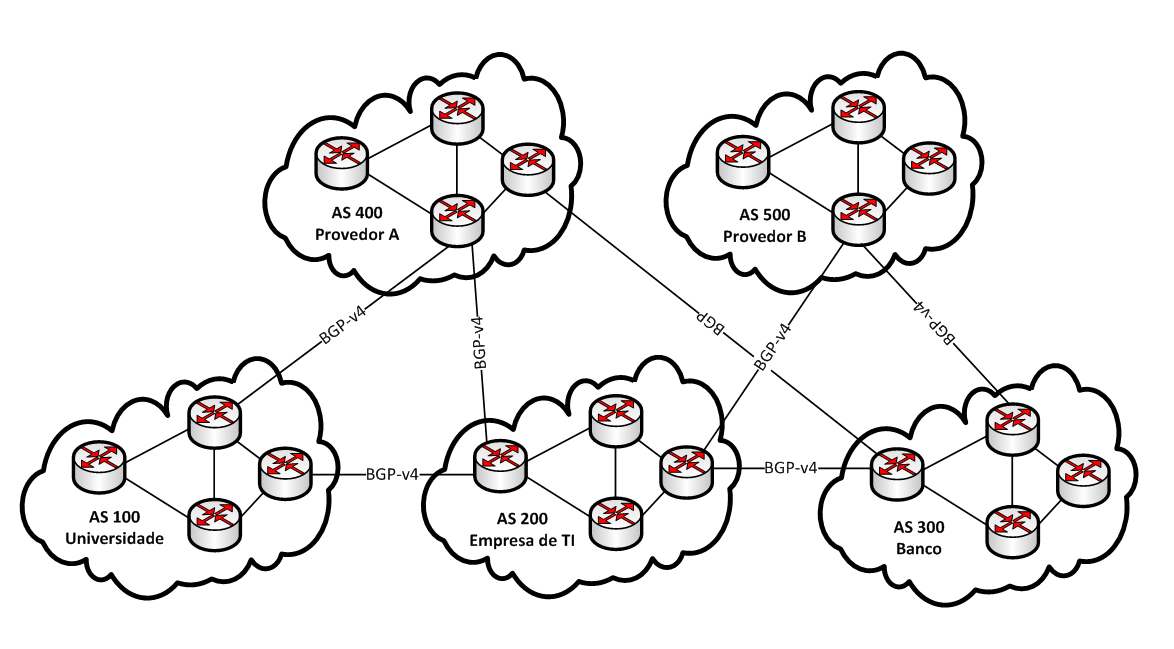 AS 400
Provedor A
AS 500
Provedor B
BGP-v4
BGP-v4
BGP
BGP-v4
BGP-v4
BGP-v4
BGP-v4
AS 100
Universidade
AS 200
Empresa de TI
AS 300
Banco